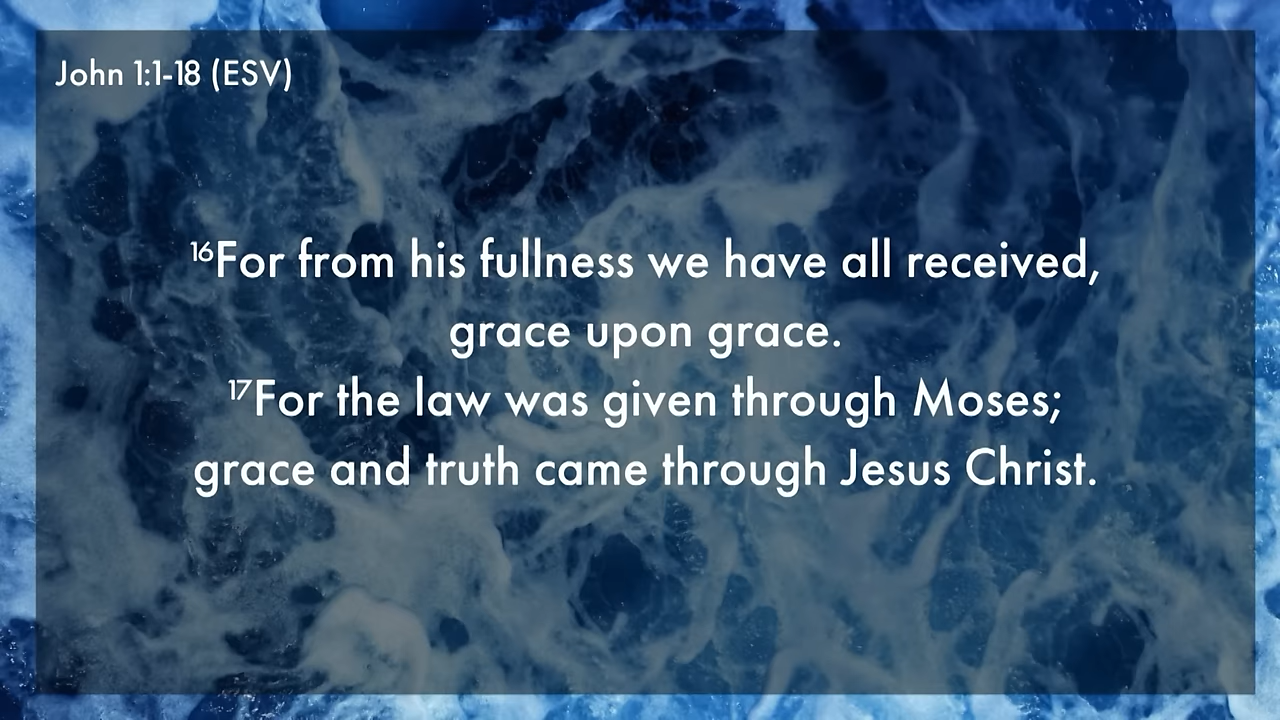 John 1:1-18 (ESV)
¹⁶For from his fullness we have all received,
grace upon grace.
¹⁷For the law was given through Moses;
grace and truth came through Jesus Christ.